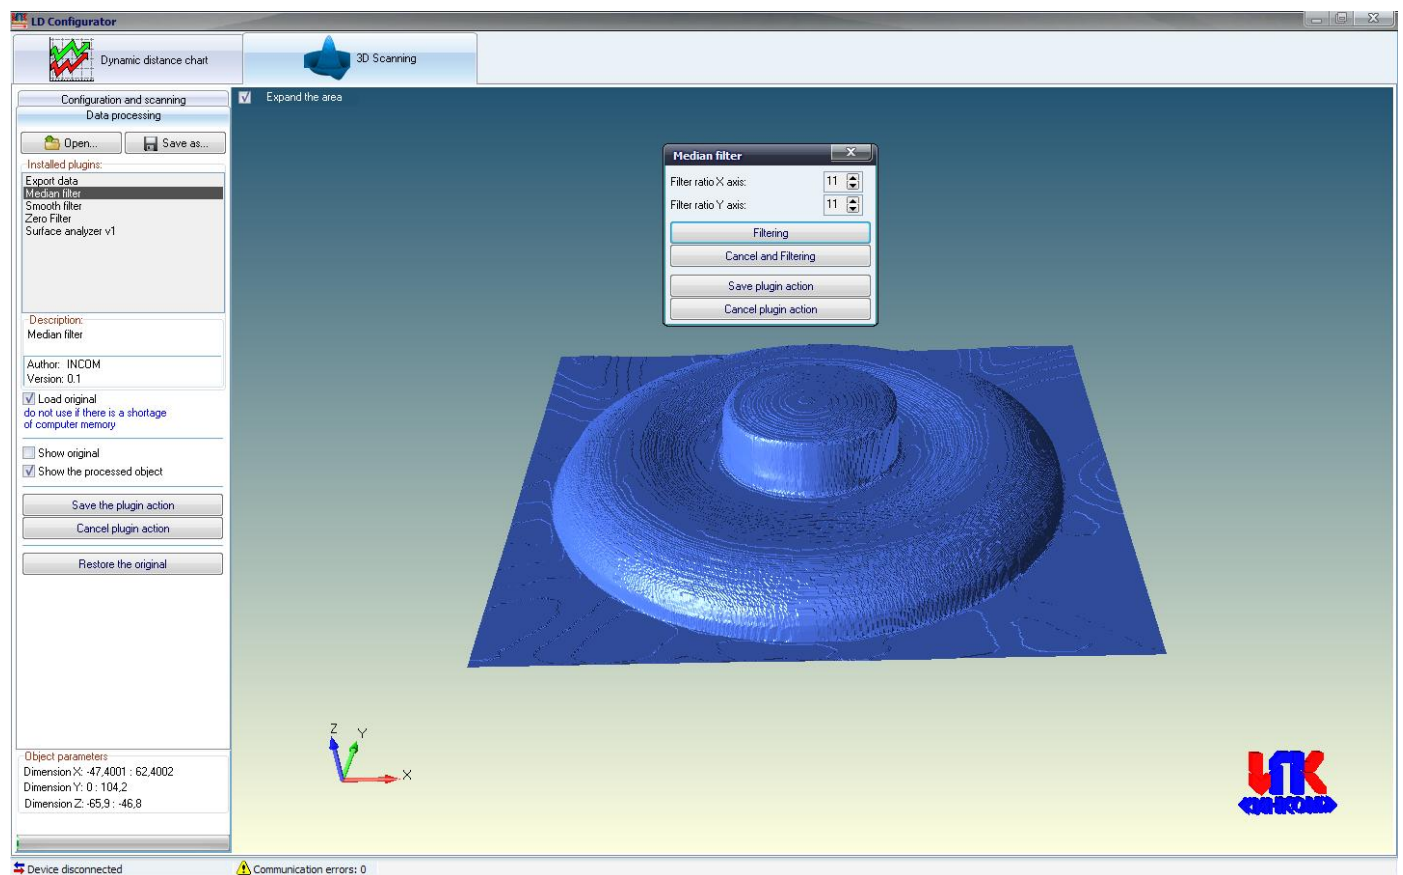 LD Configurator
Dynamic distance chart
3D Scanning
Configuration and scanning
Data processing
Expand the area
Open...
Save as...
Installed plugins:
Export data
Median filter
Smooth filter
Zero Filter
Surface analyzer v1
Description:
Median filter
Author: INCOM
Version: 0.1
Load original
do not use if there is a shortage
of computer memory
Show original
Show the processed object
Save the plugin action
Cancel plugin action
Restore the original
Median filter
Filter ratio X axis:
11
Filter ratio Y axis:
11
Filtering
Cancel and Filtering
Save plugin action
Cancel plugin action
Z
Y
X
Object parameters
Dimension X: -47,4001 : 62,4002
Dimension Y: 0 : 104,2
Dimension Z: -65,9 : -46,8
Device disconnected
Communication errors: 0